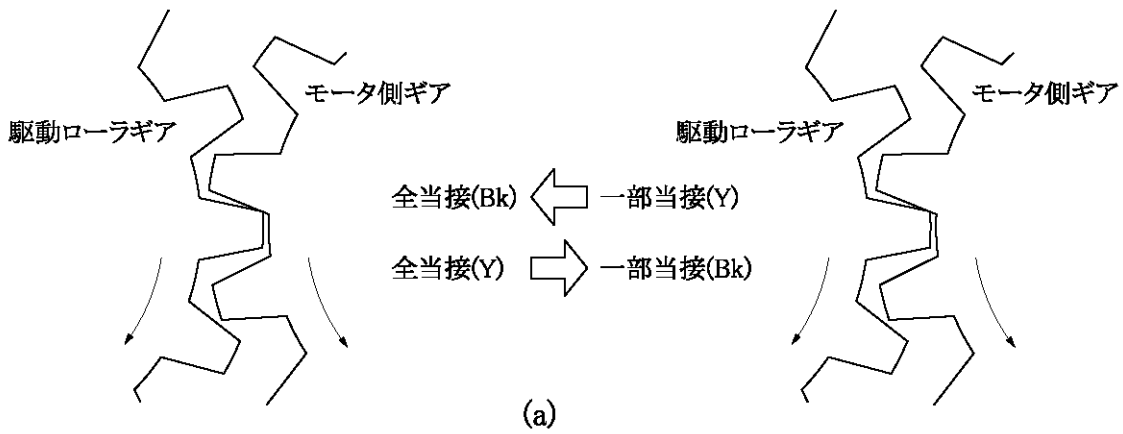 モータ側ギア
駆動ローラギア
全当接(Bk) 一部当接(Y)
全当接(Y) 一部当接(Bk)
モータ側ギア
駆動ローラギア
(a)